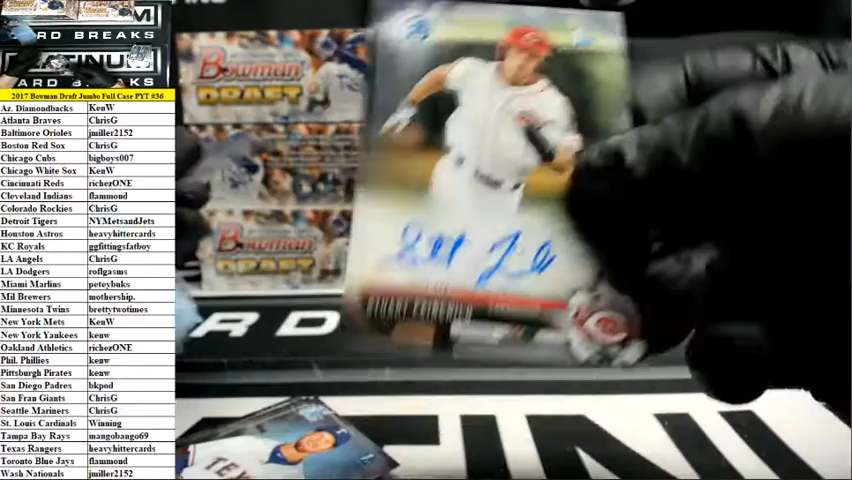 ARD BREAKS
ARD BREAKS
2017 Bowman Draft Jumbo Full Case PYT #36
Az. Diamondbacks KenW
Atlanta Braves ChrisG
Baltimore Orioles jmiller2152
Boston Red Sox ChrisG
Chicago Cubs bigboys007
Chicago White Sox KenW
Cincinnati Reds richezONE
Cleveland Indians flammond
Colorado Rockies ChrisG
Detroit Tigers NYMetsandJets
Houston Astros heavyhittercards
KC Royals ggfittingsfatboy
LA Angels ChrisG
LA Dodgers roflgasms
Miami Marlins peteybuks
Mil Brewers mothership.
Minnesota Twins brettytwotimes
New York Mets KenW
New York Yankees kenw
Oakland Athletics richezONE
Phil. Phillies kenw
Pittsburgh Pirates kenw
San Diego Padres bkpod
San Fran Giants ChrisG
Seattle Mariners ChrisG
St. Louis Cardinals Winning
Tampa Bay Rays mangobango69
Texas Rangers heavyhittercards
Toronto Blue Jays flammond
Wash Nationals jmiller2152
Bowman
DRAFT
Bowman
DRAFT
STUART FAIRCHILD
RD
TEX